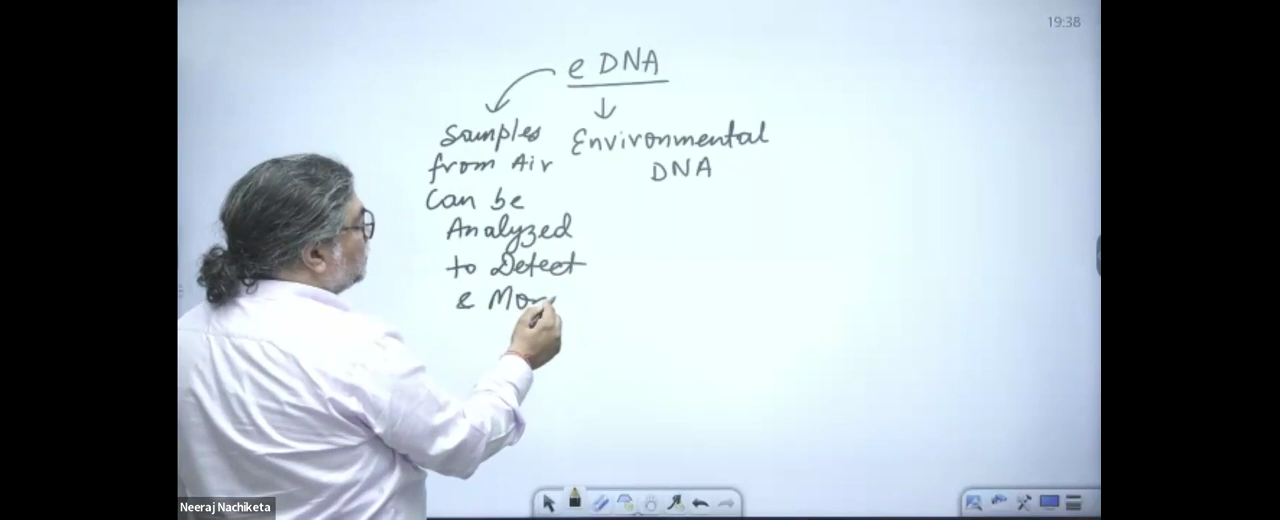 19:38
e DNA
Samples
from Air
Can be
Analyzed
to Detect
& Mon
Environmental
DNA
Neeraj Nachiketa